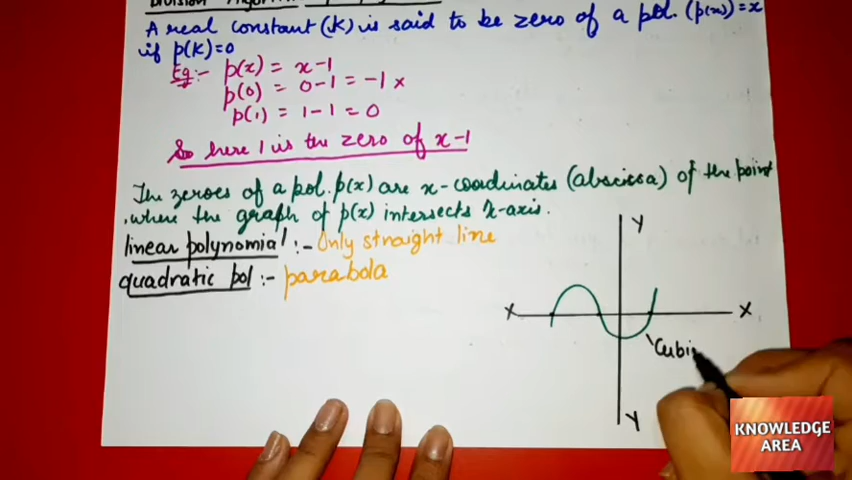 Division Algorithm
A real constant (K) is said to be zero of a pol. (p(x)) = x
if p(K)=0
Eg:- p(x) = x-1
p(0) = 0-1 = -1 ×
p(1) = 1-1 = 0
So here 1 is the zero of x-1
The zeroes of a pol. p(x) are x-coordinates (abscissa) of the point
where the graph of p(x) intersects X-axis.
linear polynomial :- Only straight line
quadratic pol :- parabola
Y
X X
Cubi
Y
KNOWLEDGE
AREA